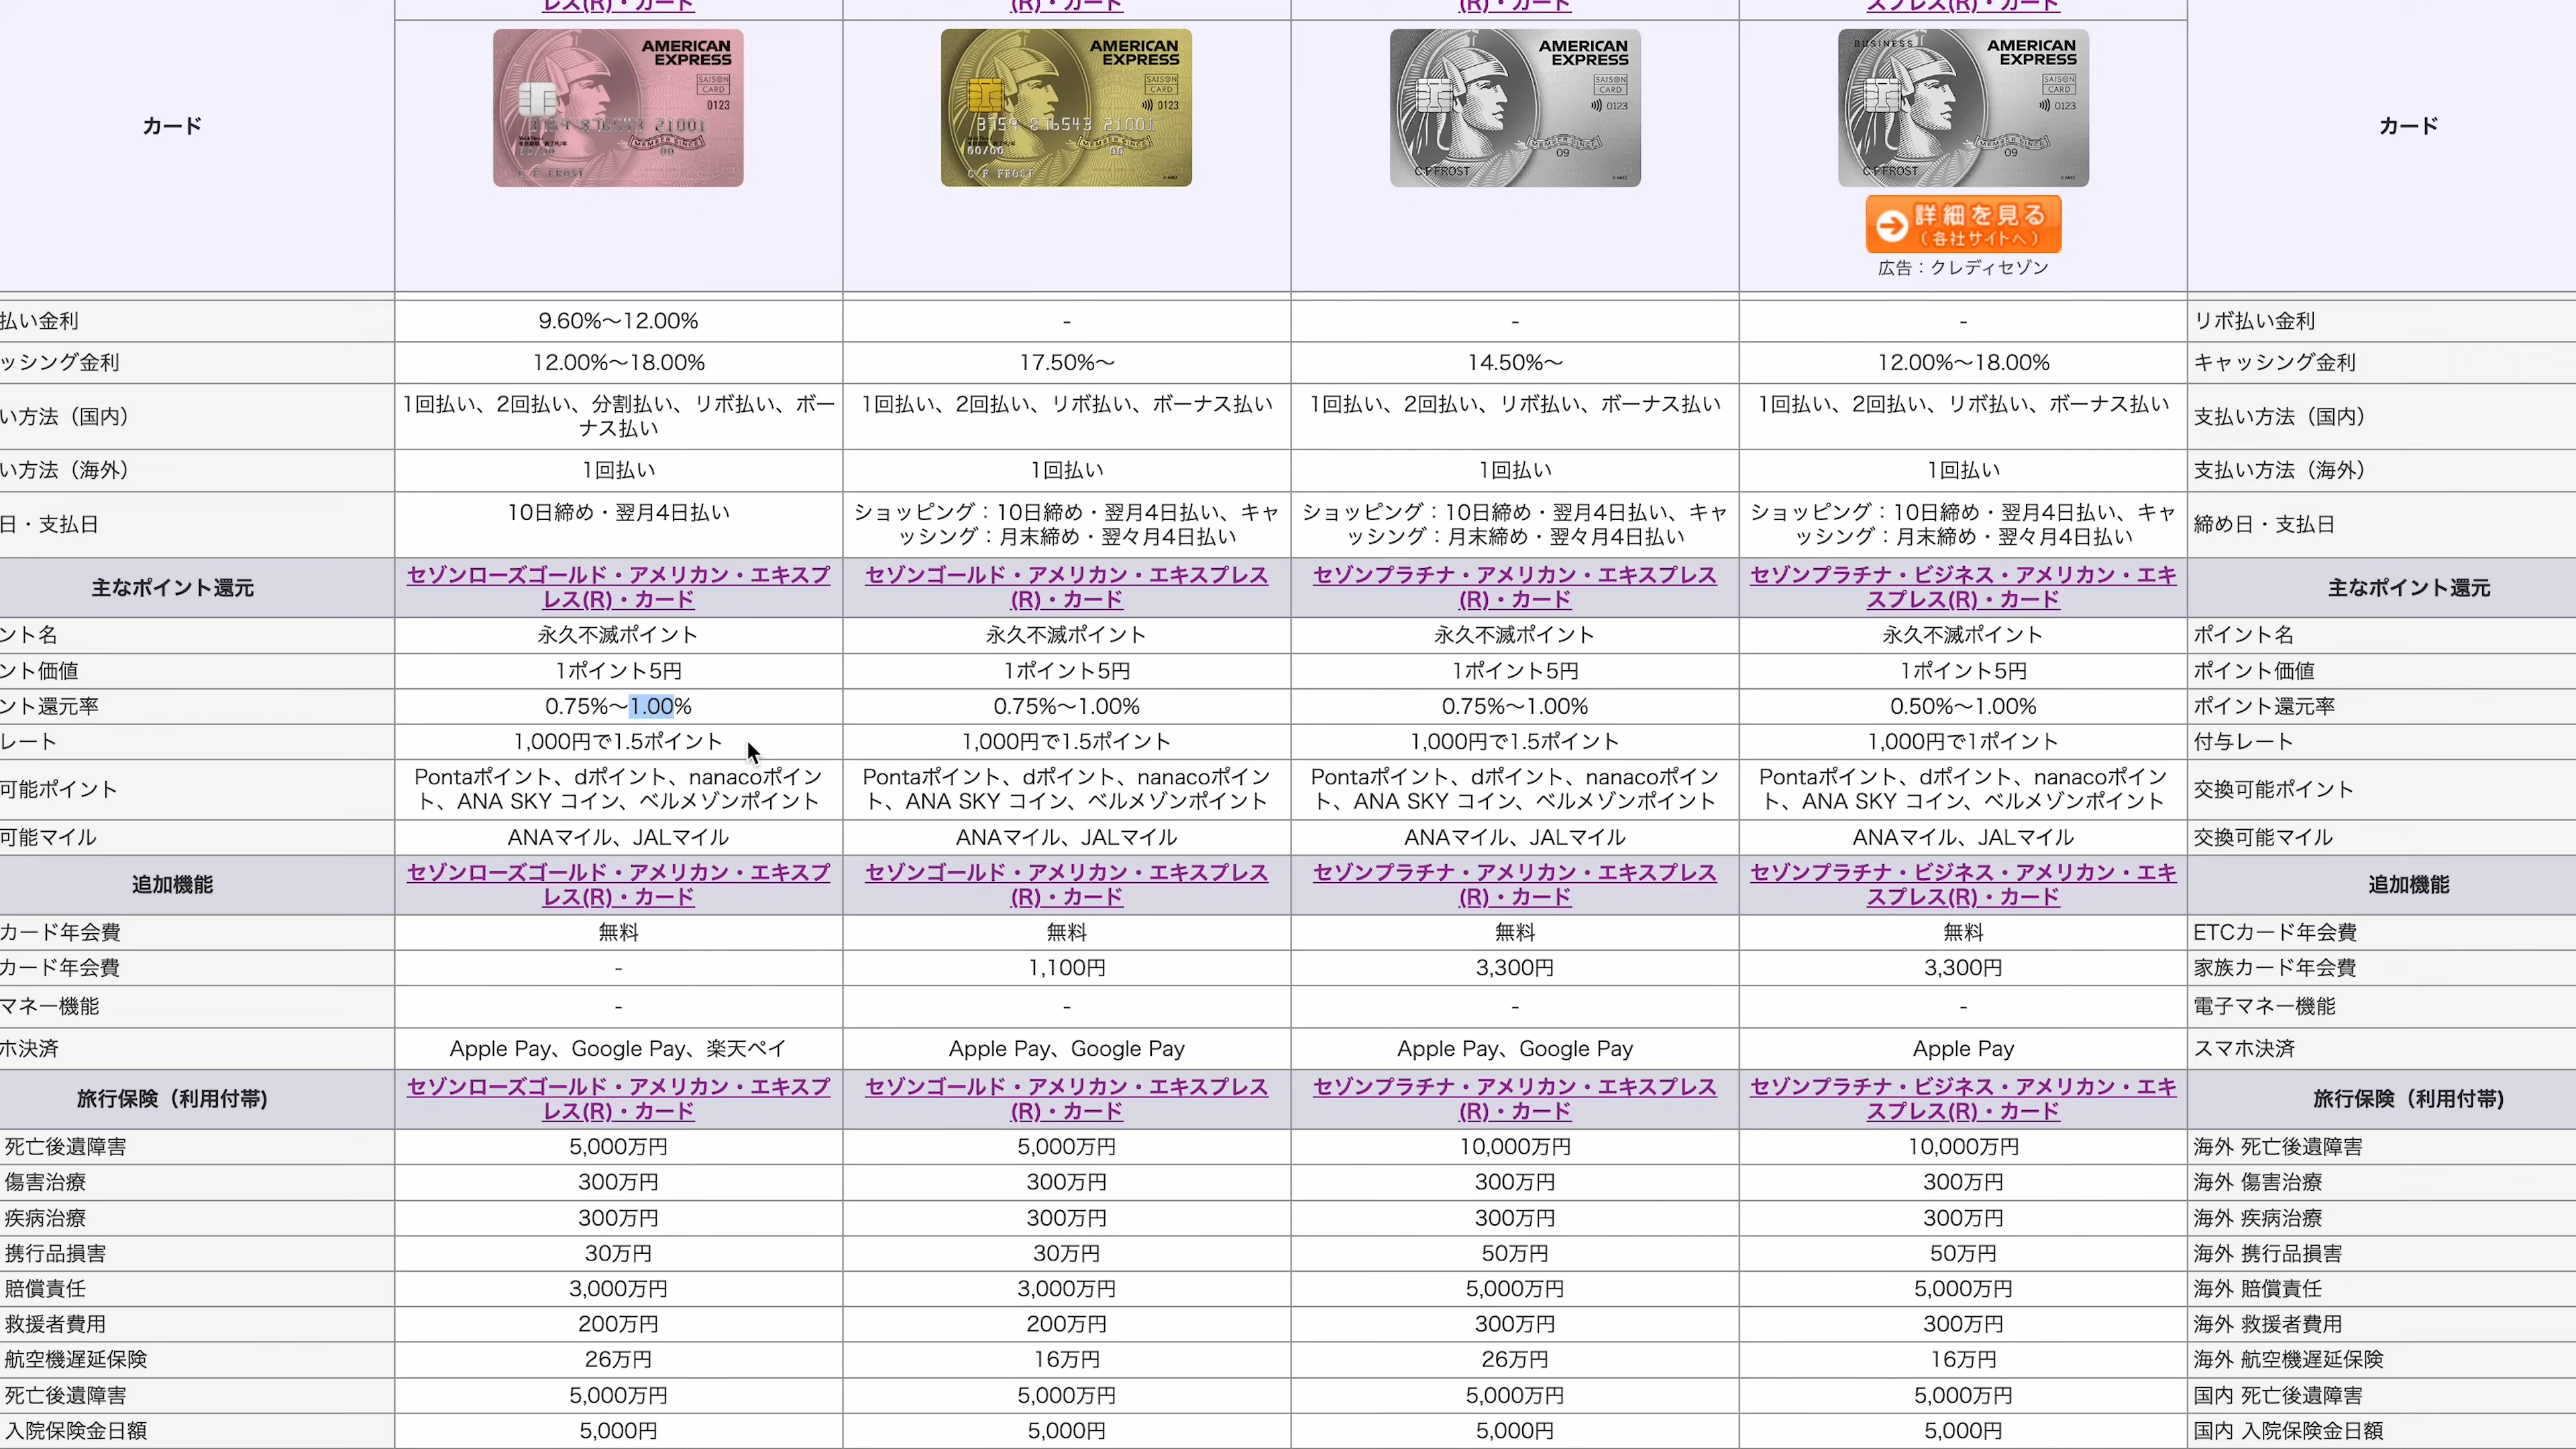 レス(R)・カード (R)・カード (R)・カード スプレス(R)・カード
カード カード
AMERICAN EXPRESS
SAISON CARD
0123
3759 876543 21001
MEMBER SINCE
00
C F FROST
AMERICAN EXPRESS
SAISON CARD
0123
3759 876543 21001
00/00
MEMBER SINCE
00
C F FROST
AMERICAN EXPRESS
SAISON CARD
0123
MEMBER SINCE
09
C F FROST
BUSINESS
AMERICAN EXPRESS
SAISON CARD
0123
MEMBER SINCE
09
C F FROST
詳細を見る
（各社サイトへ）
広告：クレディセゾン
払い金利 9.60%〜12.00% - - - リボ払い金利
ッシング金利 12.00%〜18.00% 17.50%〜 14.50%〜 12.00%〜18.00% キャッシング金利
い方法（国内） 1回払い、2回払い、分割払い、リボ払い、ボー 1回払い、2回払い、リボ払い、ボーナス払い 1回払い、2回払い、リボ払い、ボーナス払い 1回払い、2回払い、リボ払い、ボーナス払い 支払い方法（国内）
ナス払い
い方法（海外） 1回払い 1回払い 1回払い 1回払い 支払い方法（海外）
日・支払日 10日締め・翌月4日払い ショッピング：10日締め・翌月4日払い、キャ ショッピング：10日締め・翌月4日払い、キャ ショッピング：10日締め・翌月4日払い、キャ 締め日・支払日
ッシング：月末締め・翌々月4日払い ッシング：月末締め・翌々月4日払い ッシング：月末締め・翌々月4日払い
主なポイント還元 セゾンローズゴールド・アメリカン・エキスプ セゾンゴールド・アメリカン・エキスプレス セゾンプラチナ・アメリカン・エキスプレス セゾンプラチナ・ビジネス・アメリカン・エキ 主なポイント還元
レス(R)・カード (R)・カード (R)・カード スプレス(R)・カード
ント名 永久不滅ポイント 永久不滅ポイント 永久不滅ポイント 永久不滅ポイント ポイント名
ント価値 1ポイント5円 1ポイント5円 1ポイント5円 1ポイント5円 ポイント価値
ント還元率 0.75%〜1.00% 0.75%〜1.00% 0.75%〜1.00% 0.50%〜1.00% ポイント還元率
レート 1,000円で1.5ポイント 1,000円で1.5ポイント 1,000円で1.5ポイント 1,000円で1ポイント 付与レート
可能ポイント Pontaポイント、dポイント、nanacoポイン Pontaポイント、dポイント、nanacoポイン Pontaポイント、dポイント、nanacoポイン Pontaポイント、dポイント、nanacoポイン 交換可能ポイント
ト、ANA SKY コイン、ベルメゾンポイント ト、ANA SKY コイン、ベルメゾンポイント ト、ANA SKY コイン、ベルメゾンポイント ト、ANA SKY コイン、ベルメゾンポイント
可能マイル ANAマイル、JALマイル ANAマイル、JALマイル ANAマイル、JALマイル ANAマイル、JALマイル 交換可能マイル
追加機能 セゾンローズゴールド・アメリカン・エキスプ セゾンゴールド・アメリカン・エキスプレス セゾンプラチナ・アメリカン・エキスプレス セゾンプラチナ・ビジネス・アメリカン・エキ 追加機能
レス(R)・カード (R)・カード (R)・カード スプレス(R)・カード
カード年会費 無料 無料 無料 無料 ETCカード年会費
カード年会費 - 1,100円 3,300円 3,300円 家族カード年会費
マネー機能 - - - - 電子マネー機能
ホ決済 Apple Pay、Google Pay、楽天ペイ Apple Pay、Google Pay Apple Pay、Google Pay Apple Pay スマホ決済
旅行保険（利用付帯） セゾンローズゴールド・アメリカン・エキスプ セゾンゴールド・アメリカン・エキスプレス セゾンプラチナ・アメリカン・エキスプレス セゾンプラチナ・ビジネス・アメリカン・エキ 旅行保険（利用付帯）
レス(R)・カード (R)・カード (R)・カード スプレス(R)・カード
死亡後遺障害 5,000万円 5,000万円 10,000万円 10,000万円 海外 死亡後遺障害
傷害治療 300万円 300万円 300万円 300万円 海外 傷害治療
疾病治療 300万円 300万円 300万円 300万円 海外 疾病治療
携行品損害 30万円 30万円 50万円 50万円 海外 携行品損害
賠償責任 3,000万円 3,000万円 5,000万円 5,000万円 海外 賠償責任
救援者費用 200万円 200万円 300万円 300万円 海外 救援者費用
航空機遅延保険 26万円 16万円 26万円 16万円 海外 航空機遅延保険
死亡後遺障害 5,000万円 5,000万円 5,000万円 5,000万円 国内 死亡後遺障害
入院保険金日額 5,000円 5,000円 5,000円 5,000円 国内 入院保険金日額